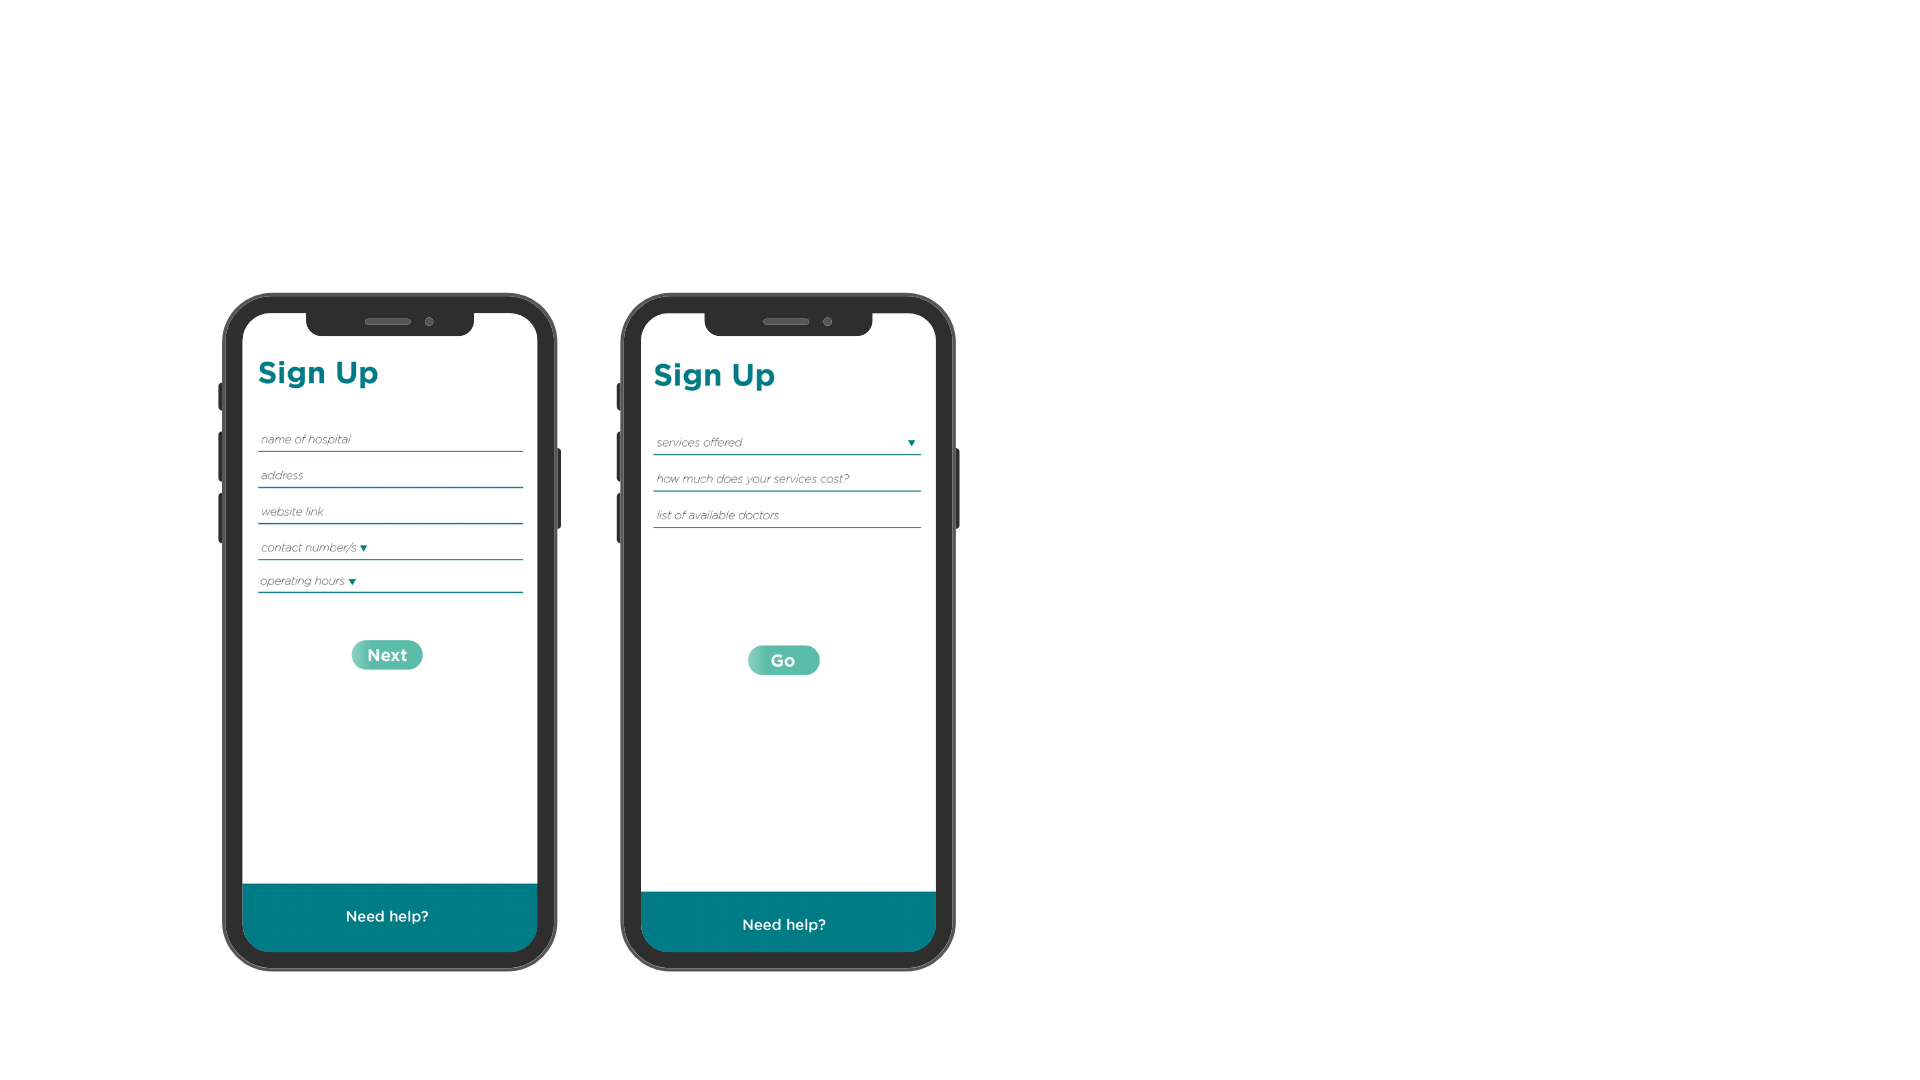 Sign Up
name of hospital
address
website link
contact number/s
operating hours
Next
Need help?
Sign Up
services offered
how much does your services cost?
list of available doctors
Go
Need help?